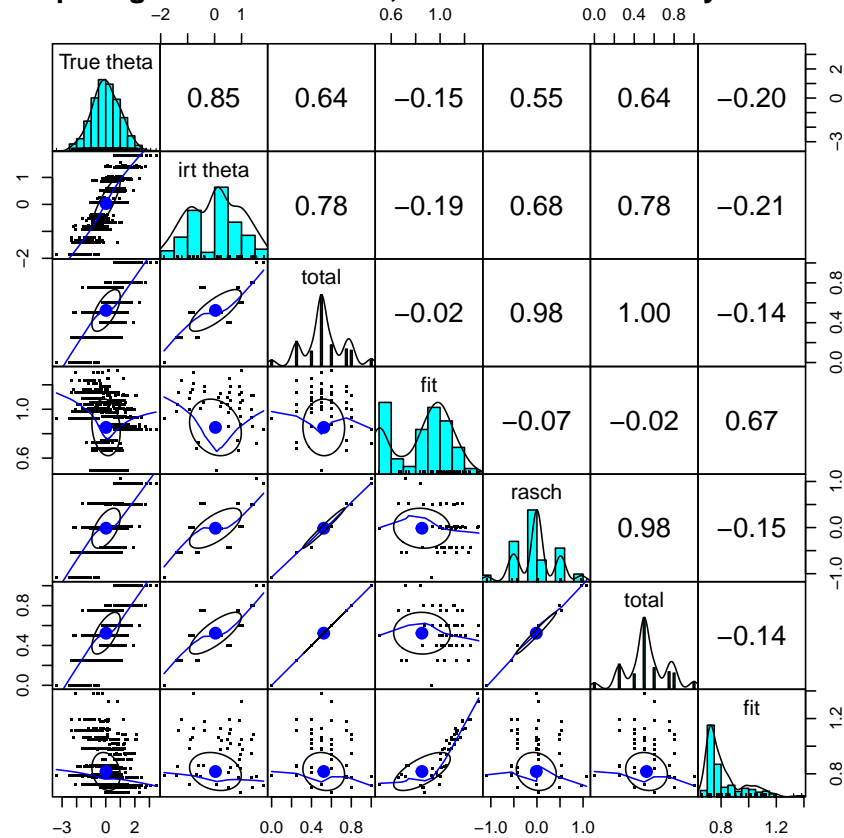 −2 0 1 0.6 1.0 0.0 0.4 0.8
True theta
0.85 0.64 −0.15 0.55 0.64 −0.20
−3 0 2
irt theta
−2 0 1
0.78 −0.19 0.68 0.78 −0.21
total
−0.02 0.98 1.00 −0.14
0.0 0.4 0.8
fit
0.6 1.0
−0.07 −0.02 0.67
rasch
0.98 −0.15
−1.0 0.0 1.0
total
0.0 0.4 0.8
−0.14
fit
0.8 1.2
−3 0 2 0.0 0.4 0.8 −1.0 0.0 1.0 0.8 1.2